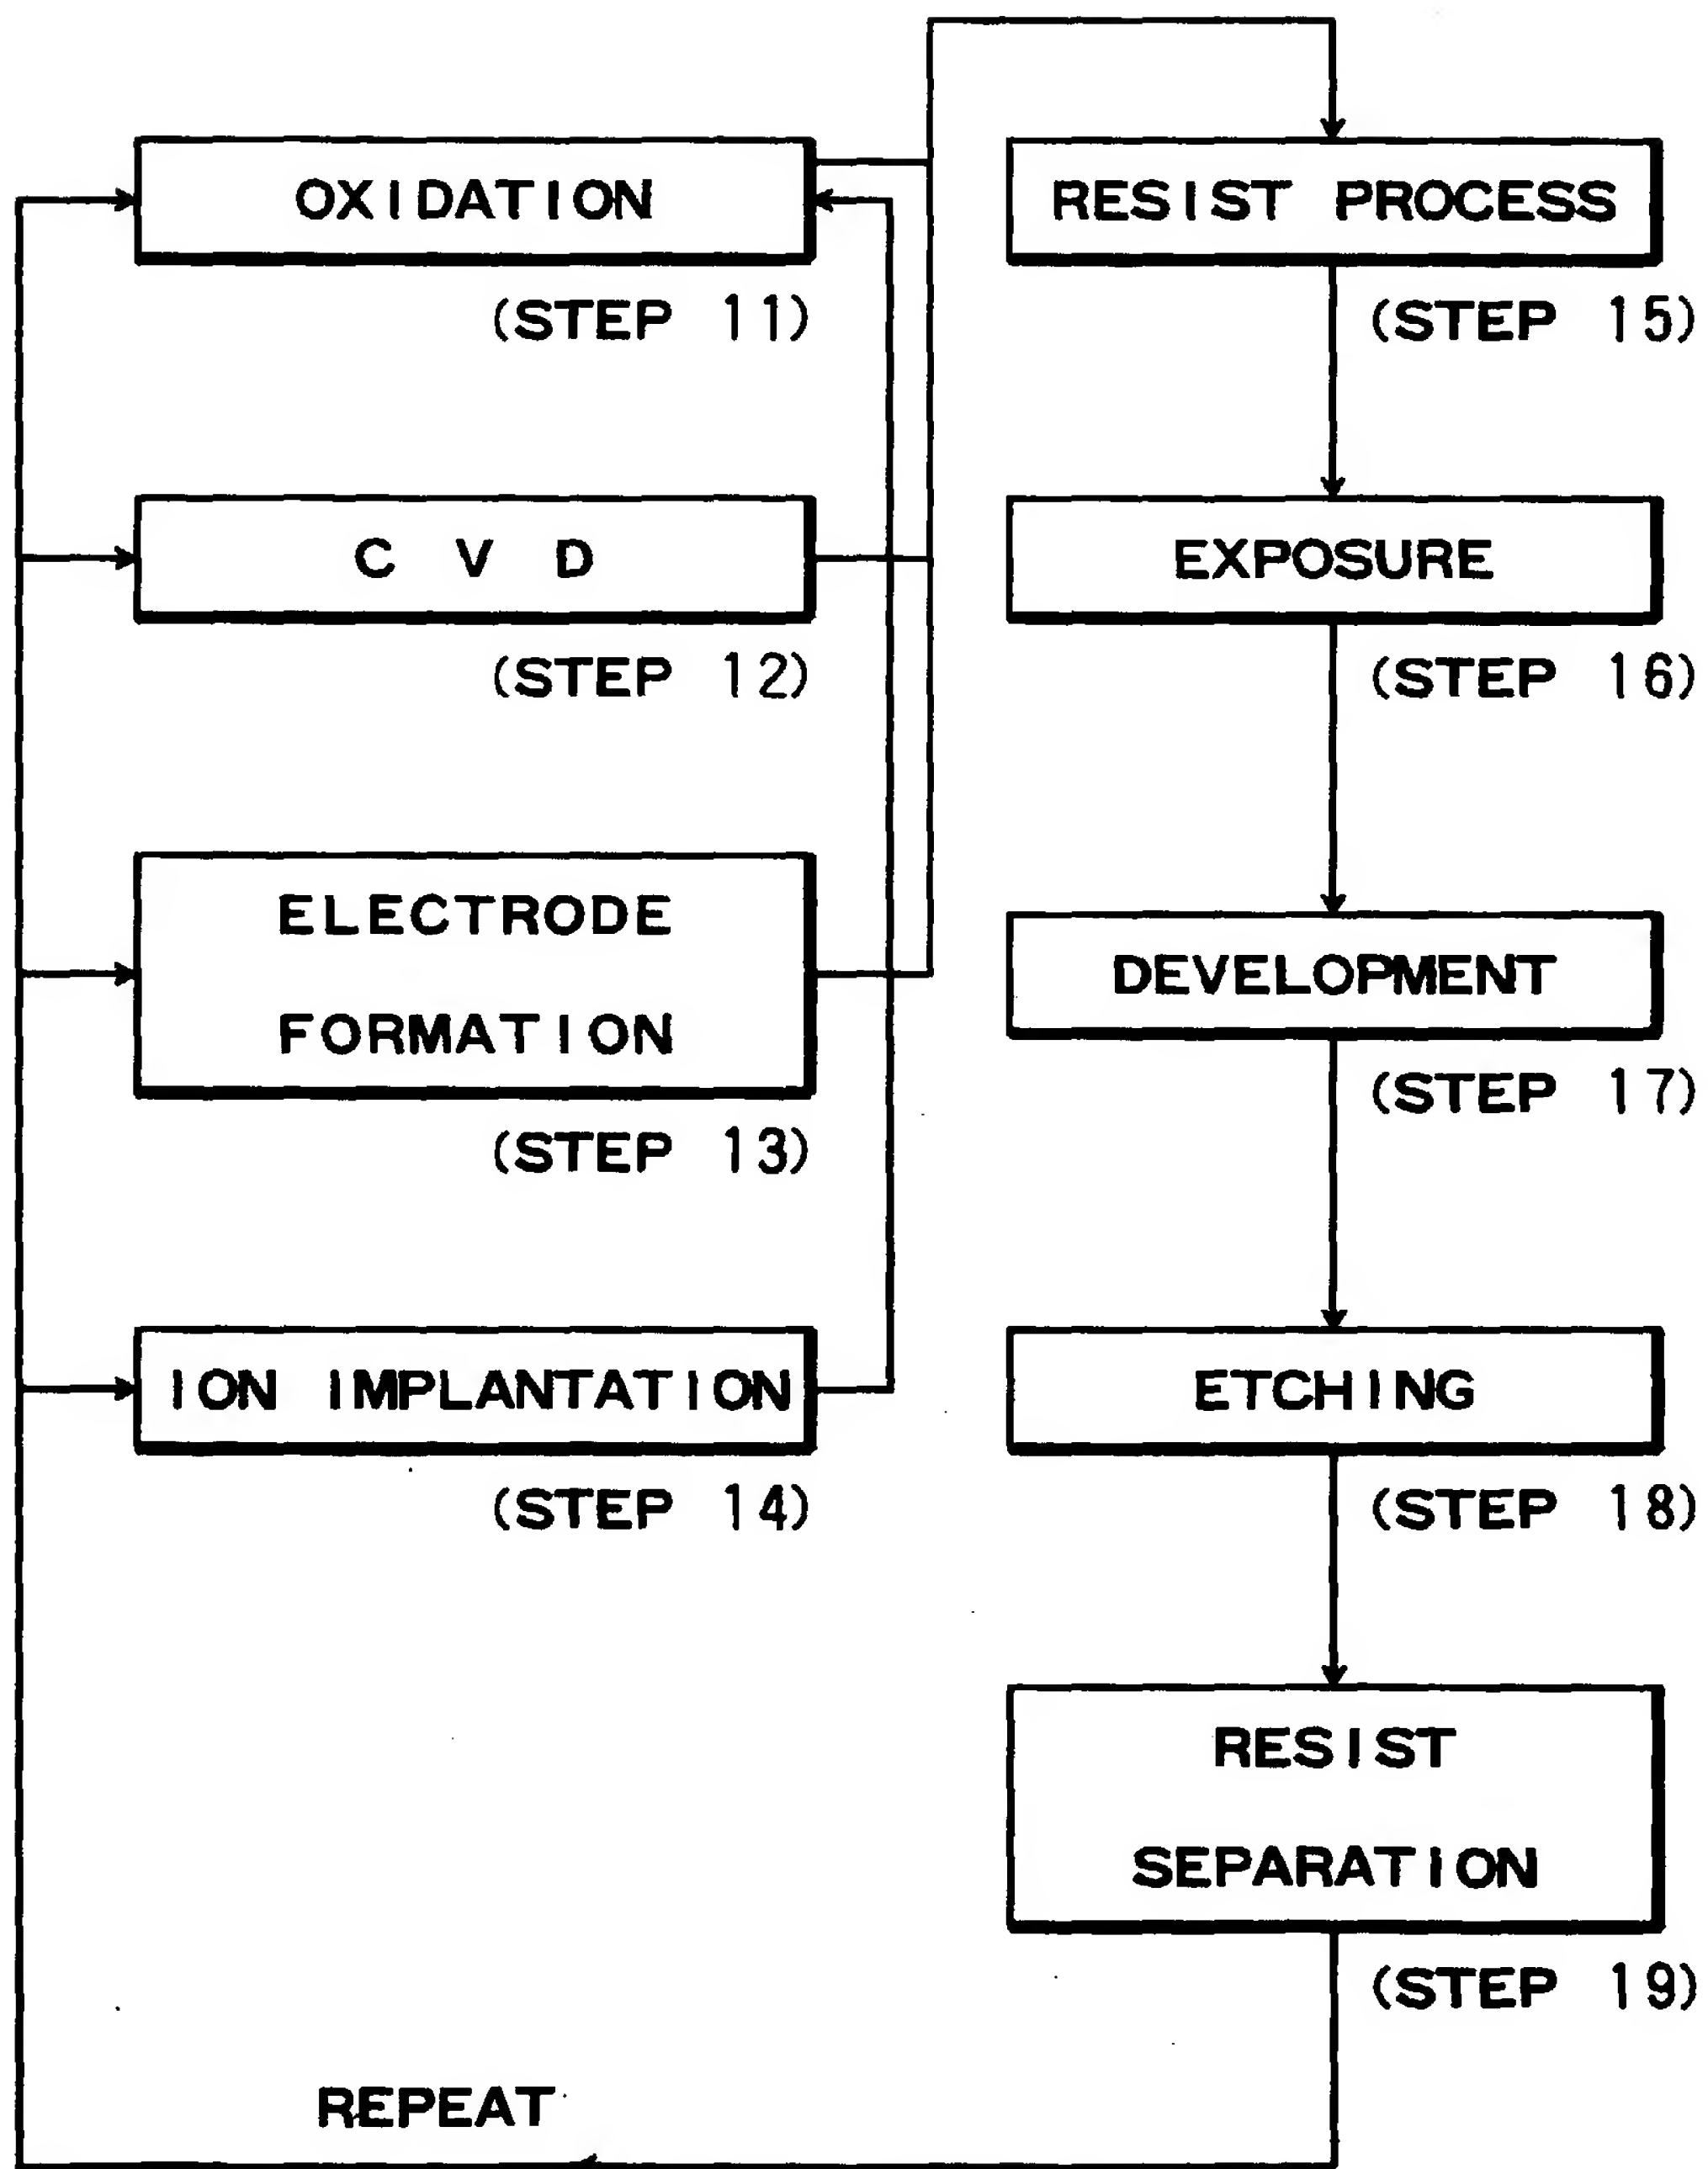 OXIDATION
(STEP 11)
CVD
(STEP 12)
ELECTRODE
FORMATION
(STEP 13)
ION IMPLANTATION
(STEP 14)
RESIST PROCESS
(STEP 15)
EXPOSURE
(STEP 16)
DEVELOPMENT
(STEP 17)
ETCHING
(STEP 18)
RESIST
SEPARATION
(STEP 19)
REPEAT